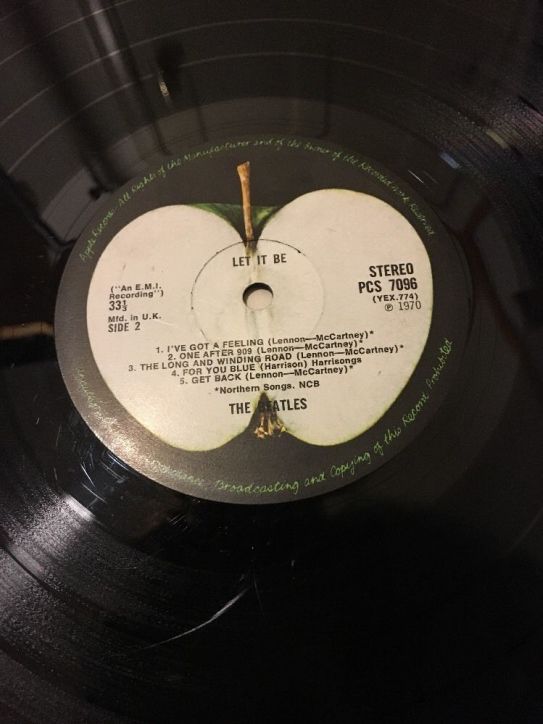 Apple Records All Rights of the Manufacturer and of the Owner of the Recorded Work Reserved
LET IT BE
("An E.M.I.
Recording")
33⅓
Mfd. in U.K.
SIDE 2
STEREO
PCS 7096
(YEX.774)
℗ 1970
1. I'VE GOT A FEELING (Lennon—McCartney)*
2. ONE AFTER 909 (Lennon—McCartney)*
3. THE LONG AND WINDING ROAD (Lennon—McCartney)*
4. FOR YOU BLUE (Harrison) Harrisongs
5. GET BACK (Lennon—McCartney)*
*Northern Songs. NCB
THE BEATLES
Broadcasting and Copying of this Record Prohibited